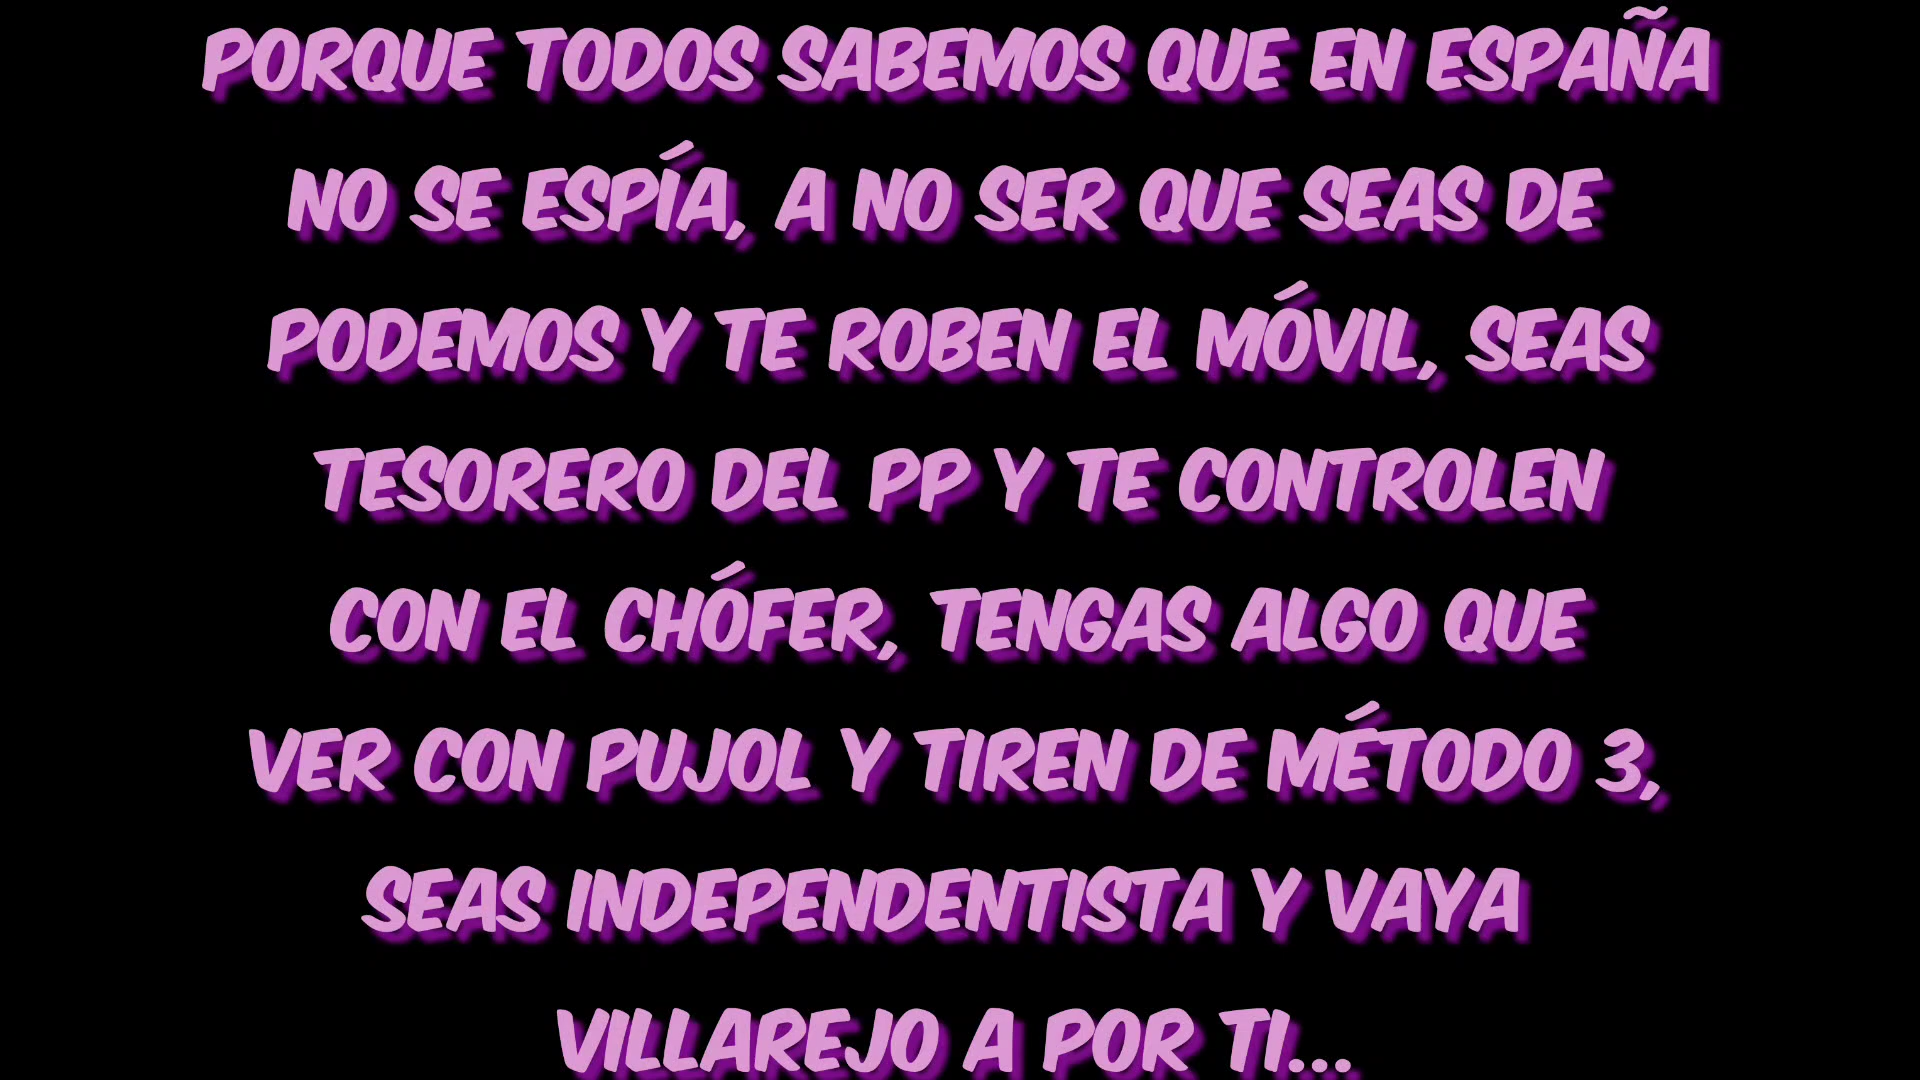 PORQUE TODOS SABEMOS QUE EN ESPAÑA
NO SE ESPÍA, A NO SER QUE SEAS DE
PODEMOS Y TE ROBEN EL MÓVIL, SEAS
TESORERO DEL PP Y TE CONTROLEN
CON EL CHÓFER, TENGAS ALGO QUE
VER CON PUJOL Y TIREN DE MÉTODO 3,
SEAS INDEPENDENTISTA Y VAYA
VILLAREJO A POR TI...